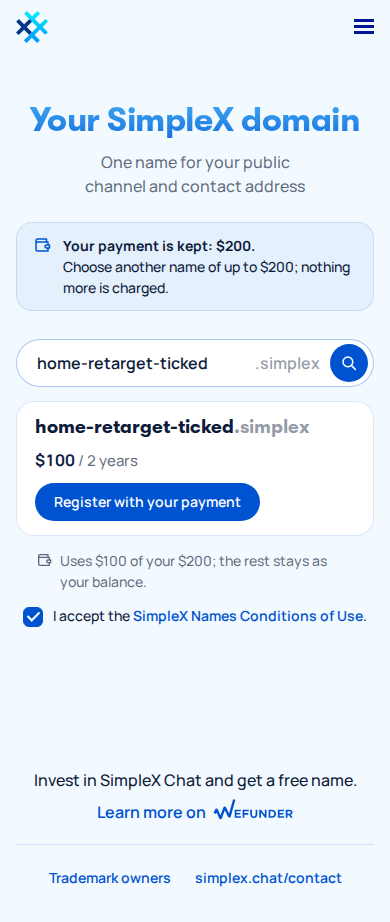 Your SimpleX domain
One name for your public
channel and contact address
Your payment is kept: $200.
Choose another name of up to $200; nothing
more is charged.
home-retarget-ticked .simplex
home-retarget-ticked.simplex
$100 / 2 years
Register with your payment
Uses $100 of your $200; the rest stays as
your balance.
I accept the SimpleX Names Conditions of Use.
Invest in SimpleX Chat and get a free name.
Learn more on WEFUNDER
Trademark owners simplex.chat/contact